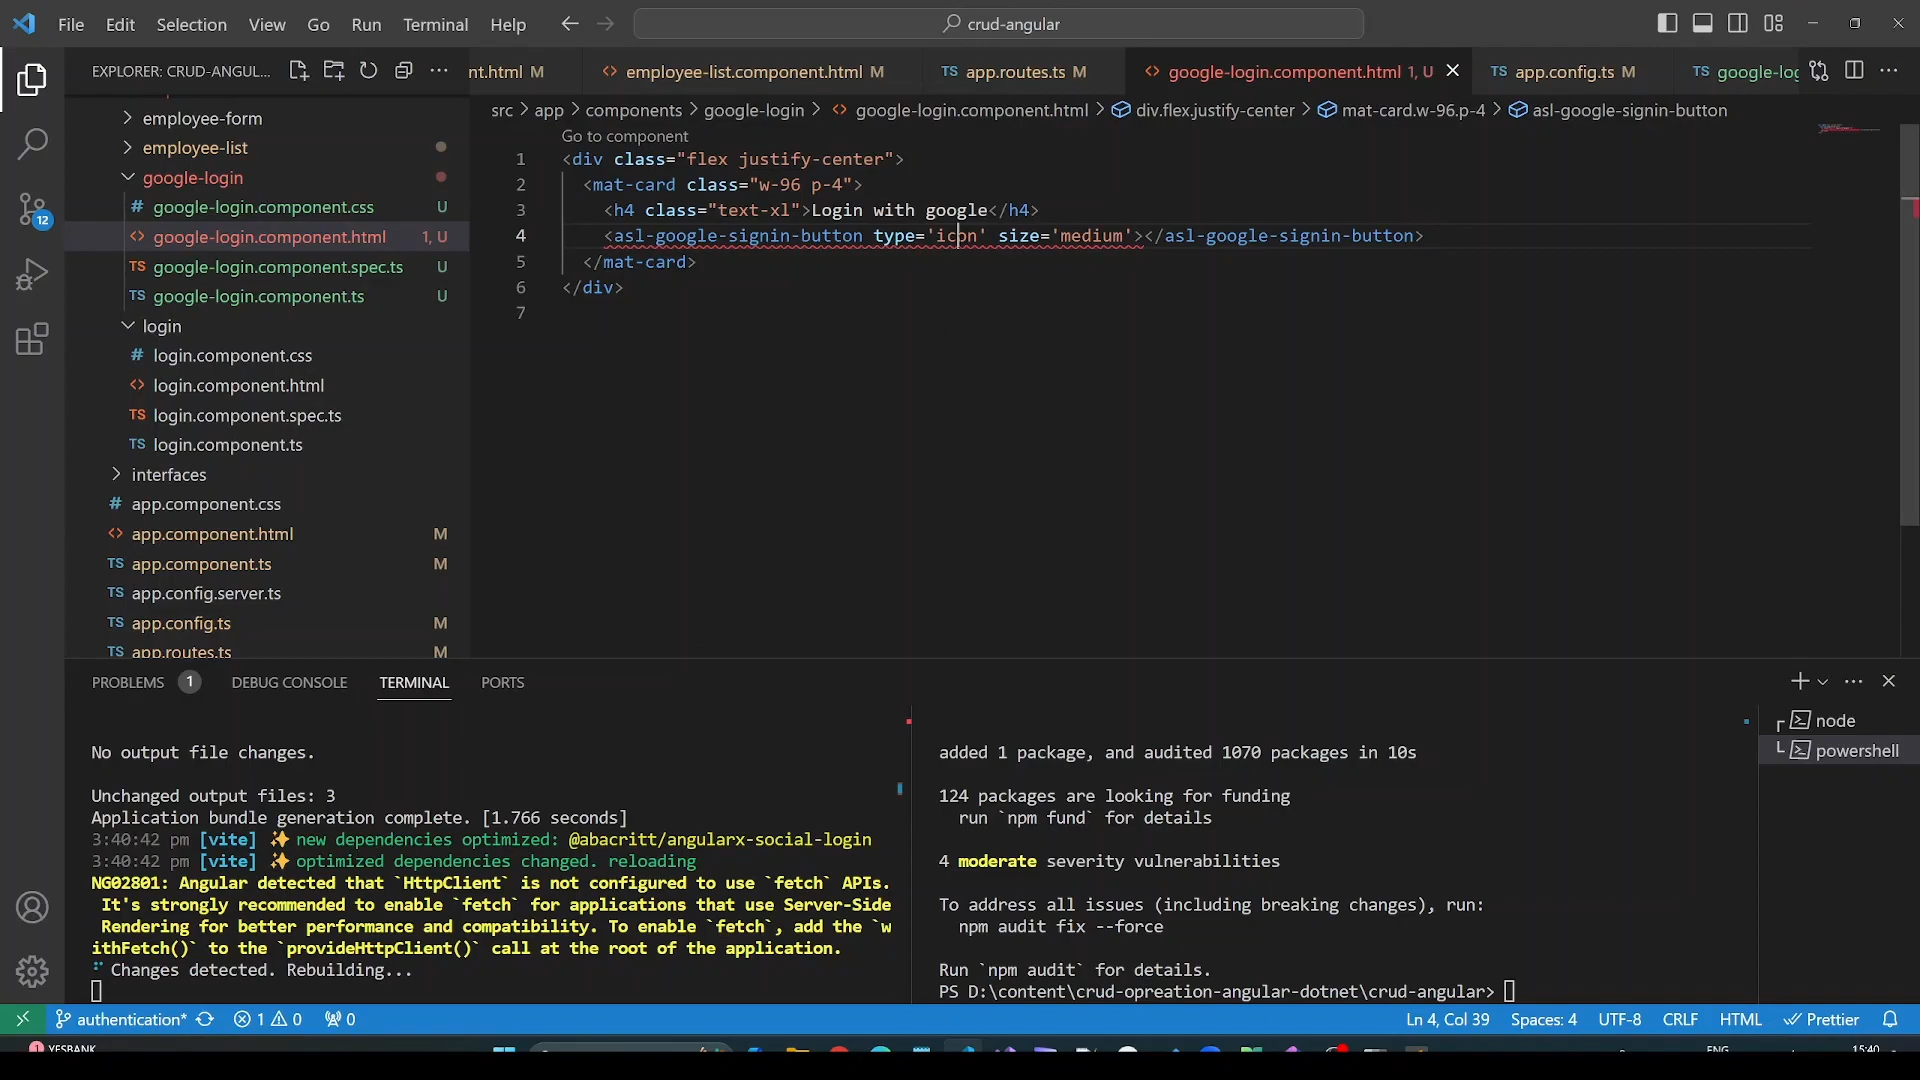 File Edit Selection View Go Run Terminal Help
crud-angular
EXPLORER: CRUD-ANGUL...
nt.html M
employee-list.component.html M
TS app.routes.ts M
google-login.component.html 1, U
TS app.config.ts M
TS google-log
src > app > components > google-login > google-login.component.html > div.flex.justify-center > mat-card.w-96.p-4 > asl-google-signin-button
employee-form
employee-list
google-login
# google-login.component.css U
google-login.component.html 1, U
TS google-login.component.spec.ts U
TS google-login.component.ts U
login
# login.component.css
login.component.html
TS login.component.spec.ts
TS login.component.ts
interfaces
# app.component.css
app.component.html M
TS app.component.ts M
TS app.config.server.ts
TS app.config.ts M
TS app.routes.ts M
Go to component
1 <div class="flex justify-center">
2 <mat-card class="w-96 p-4">
3 <h4 class="text-xl">Login with google</h4>
4 <asl-google-signin-button type='icon' size='medium'></asl-google-signin-button>
5 </mat-card>
6 </div>
7
PROBLEMS 1 DEBUG CONSOLE TERMINAL PORTS
No output file changes.
Unchanged output files: 3
Application bundle generation complete. [1.766 seconds]
3:40:42 pm [vite] ✨ new dependencies optimized: @abacritt/angularx-social-login
3:40:42 pm [vite] ✨ optimized dependencies changed. reloading
NG02801: Angular detected that `HttpClient` is not configured to use `fetch` APIs.
It's strongly recommended to enable `fetch` for applications that use Server-Side
Rendering for better performance and compatibility. To enable `fetch`, add the `w
ithFetch()` to the `provideHttpClient()` call at the root of the application.
Changes detected. Rebuilding...
added 1 package, and audited 1070 packages in 10s
124 packages are looking for funding
run `npm fund` for details
4 moderate severity vulnerabilities
To address all issues (including breaking changes), run:
npm audit fix --force
Run `npm audit` for details.
PS D:\content\crud-opreation-angular-dotnet\crud-angular>
node
powershell
12
authentication* 1 0 0
Ln 4, Col 39 Spaces: 4 UTF-8 CRLF HTML Prettier
1 YESBANK
ENG
15:40